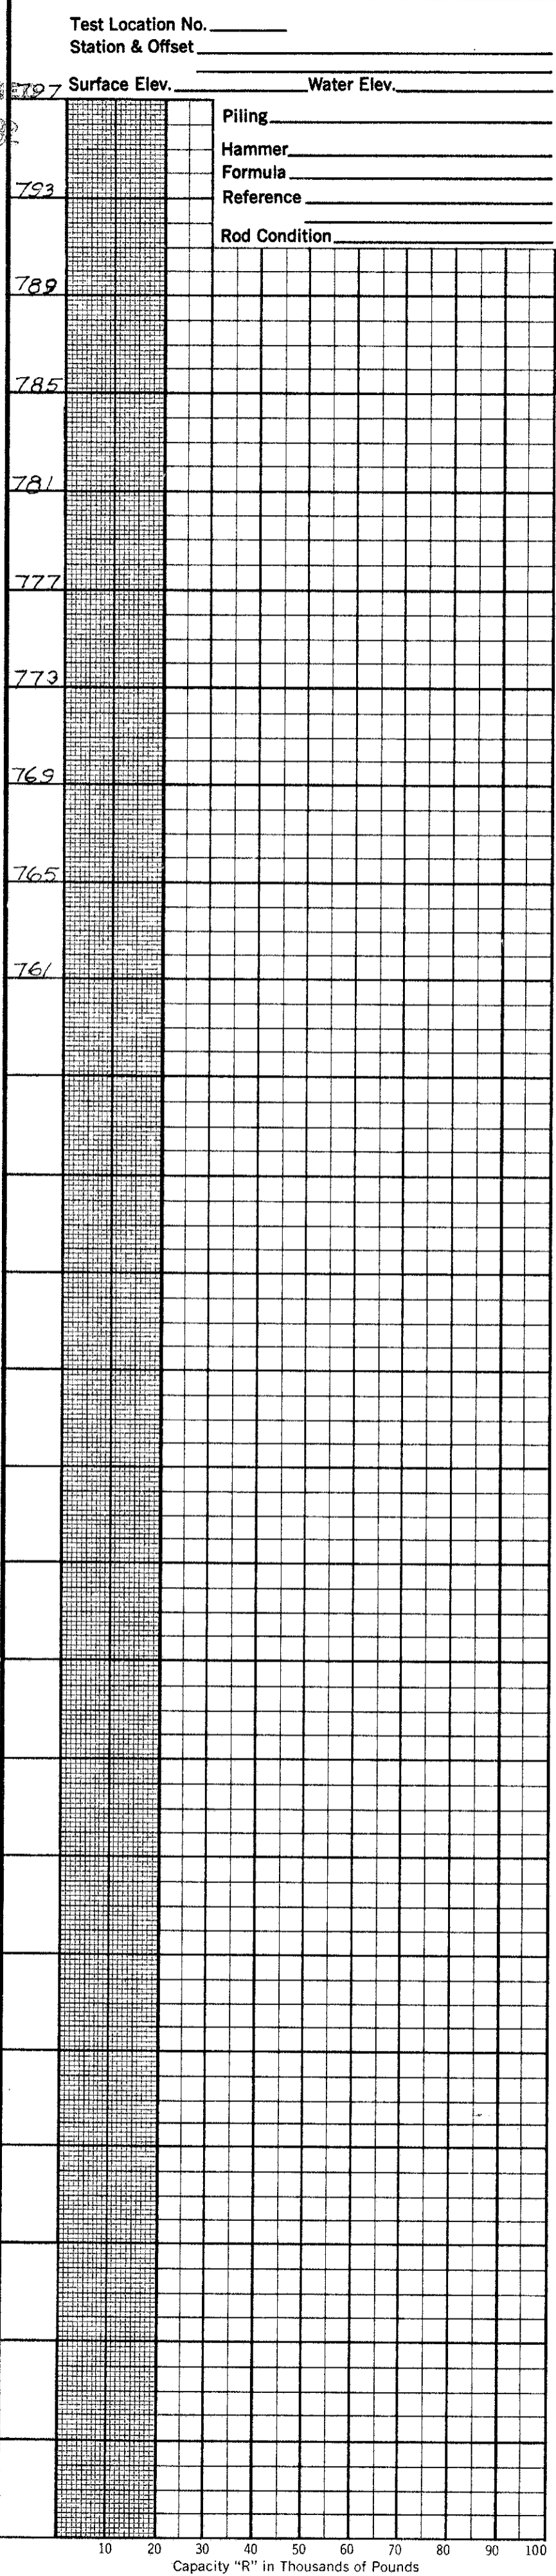 Test Location No.
Station & Offset
Surface Elev. Water Elev.
797
Piling
Hammer
Formula
793
Reference
Rod Condition
789
785
781
777
773
769
765
761
10 20 30 40 50 60 70 80 90 100
Capacity "R" in Thousands of Pounds